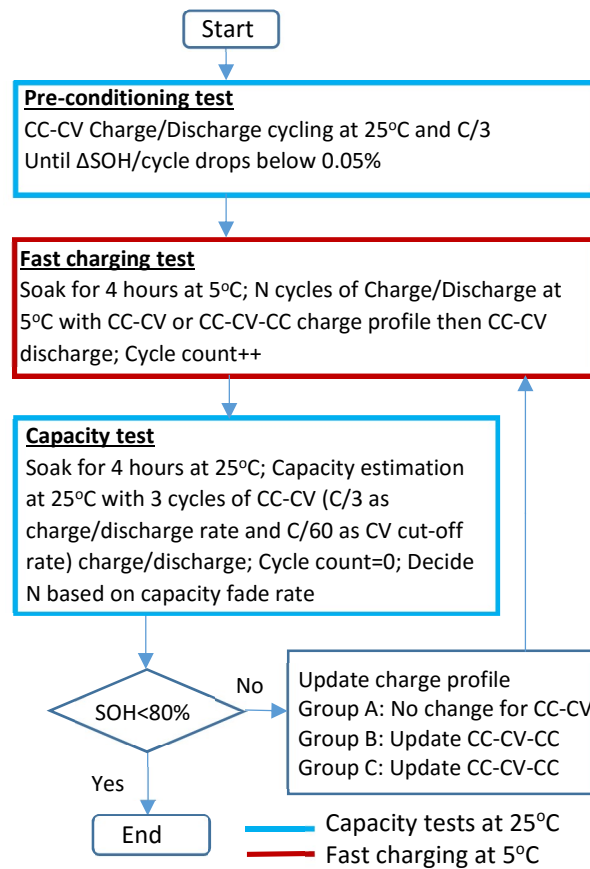 Start
Pre-conditioning test
CC-CV Charge/Discharge cycling at 25°C and C/3
Until ΔSOH/cycle drops below 0.05%
Fast charging test
Soak for 4 hours at 5°C; N cycles of Charge/Discharge at
5°C with CC-CV or CC-CV-CC charge profile then CC-CV
discharge; Cycle count++
Capacity test
Soak for 4 hours at 25°C; Capacity estimation
at 25°C with 3 cycles of CC-CV (C/3 as
charge/discharge rate and C/60 as CV cut-off
rate) charge/discharge; Cycle count=0; Decide
N based on capacity fade rate
SOH<80%
No
Update charge profile
Group A: No change for CC-CV
Group B: Update CC-CV-CC
Group C: Update CC-CV-CC
Yes
End
Capacity tests at 25°C
Fast charging at 5°C